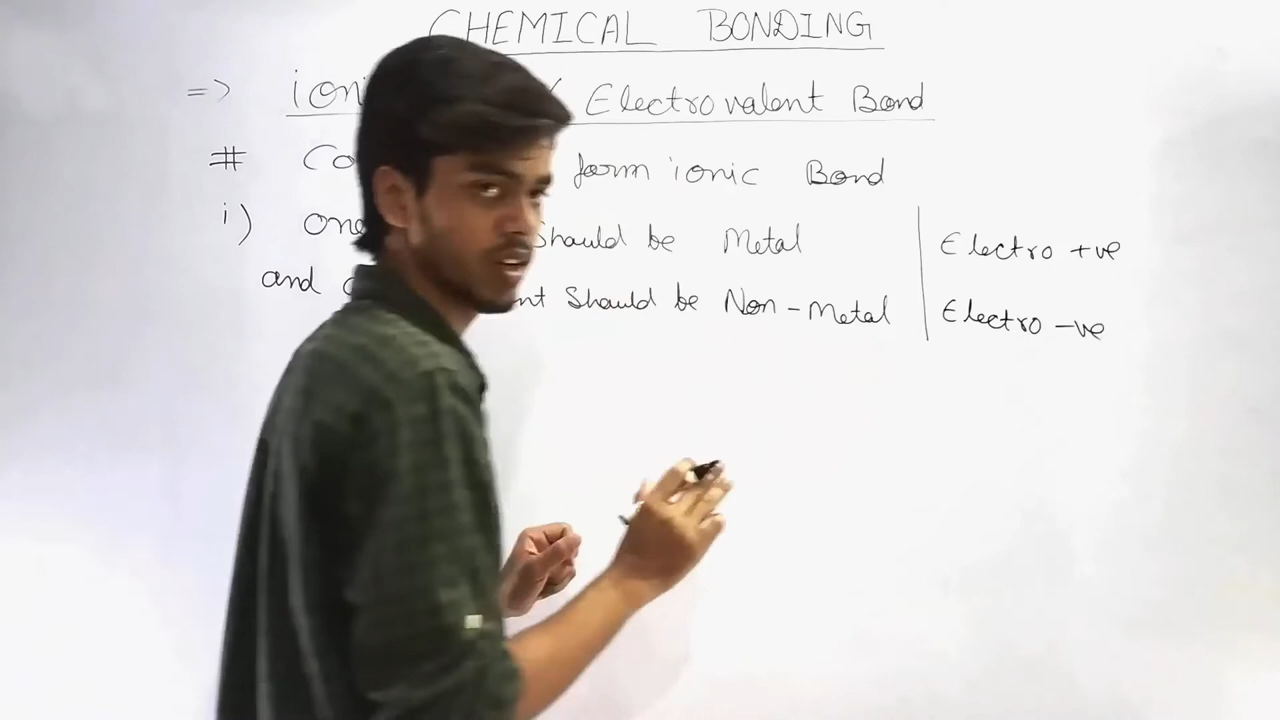 CHEMICAL BONDING
=> ioni / Electrovalent Bond
# Co form ionic Bond
i) one Should be Metal | Electro +ve
and nt Should be Non-Metal | Electro -ve